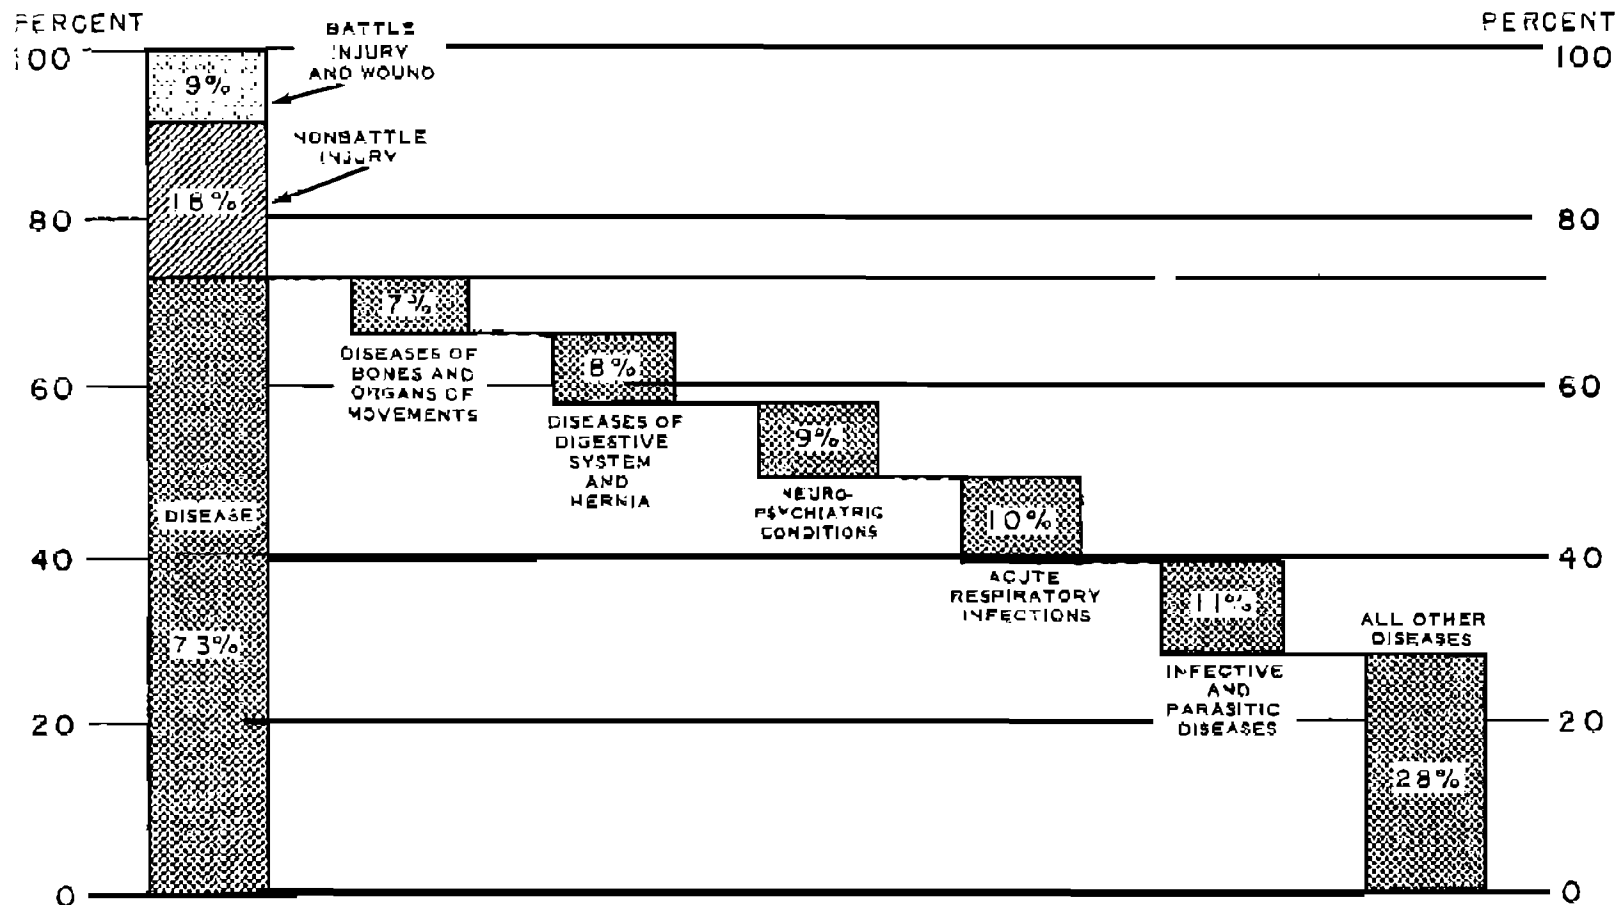 PERCENT
PERCENT
100
BATTLE
INJURY
AND WOUND
100
9%
NONBATTLE
INJURY
18%
80
80
7%
DISEASES OF
BONES AND
ORGANS OF
MOVEMENTS
8%
60
60
DISEASES OF
DIGESTIVE
SYSTEM
AND
HERNIA
9%
NEURO-
PSYCHIATRIC
CONDITIONS
DISEASE
10%
40
40
ACUTE
RESPIRATORY
INFECTIONS
11%
ALL OTHER
DISEASES
73%
INFECTIVE
AND
PARASITIC
DISEASES
20
20
28%
0
0